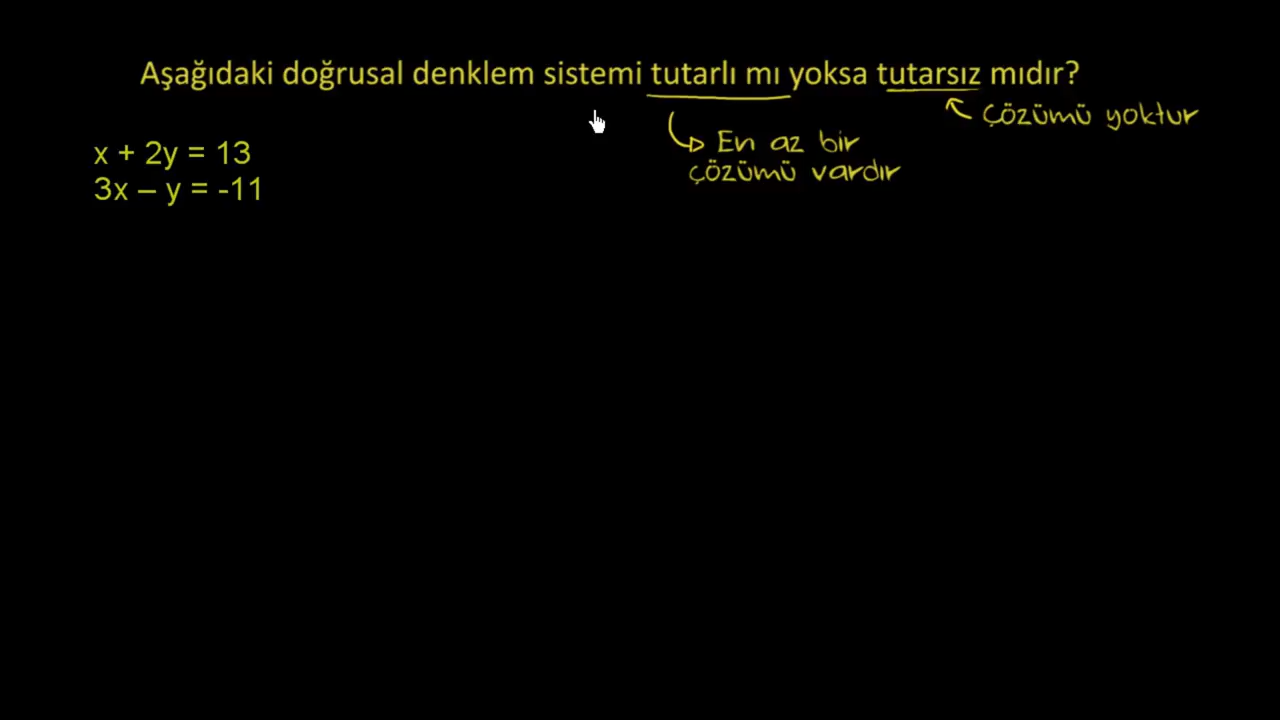 Aşağıdaki doğrusal denklem sistemi tutarlı mı yoksa tutarsız mıdır?
çözümü yoktur
En az bir
çözümü vardır
x + 2y = 13
3x – y = -11